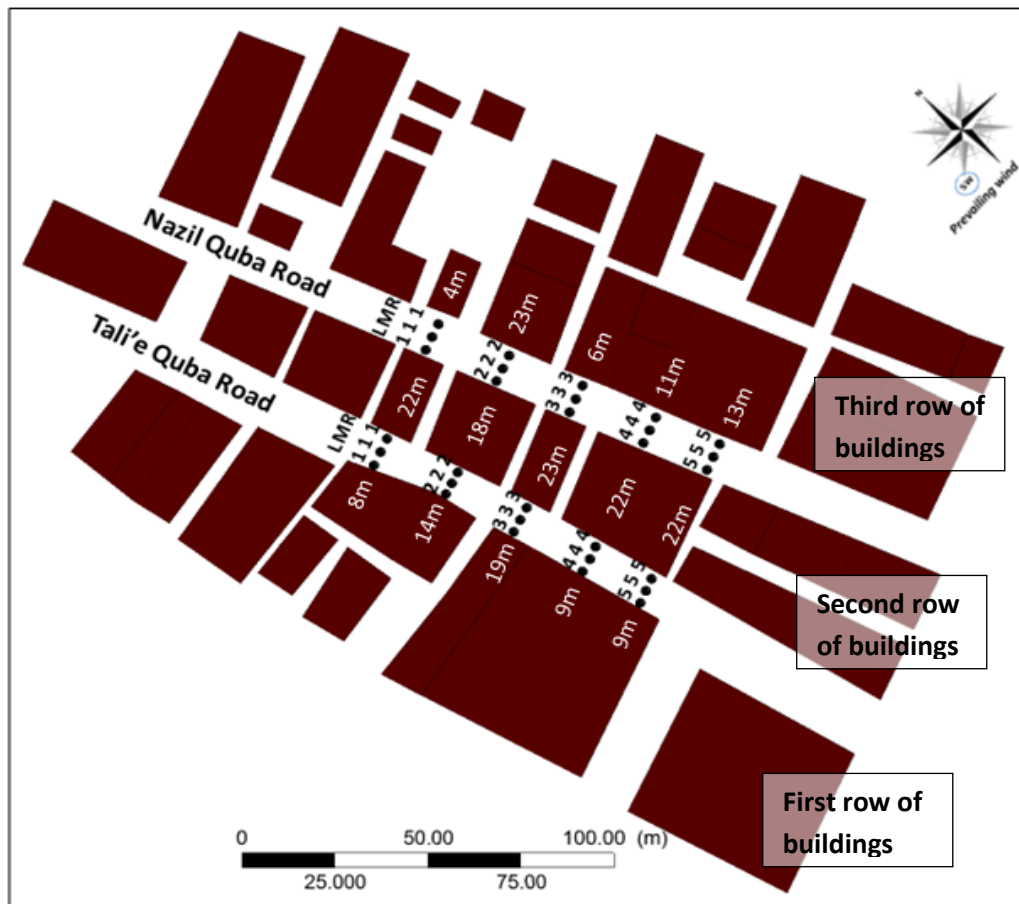 N
SW
Prevailing wind
Nazil Quba Road
Tali'e Quba Road
LMR
1 1 1
4m
2 2 2
23m
3 3 3
6m
4 4 4
11m
5 5 5
13m
Third row of
buildings
LMR
1 1 1
22m
2 2 2
18m
3 3 3
23m
4 4 4
22m
5 5 5
22m
Second row
of buildings
8m
14m
19m
9m
9m
First row of
buildings
0 50.00 100.00 (m)
25.000 75.00